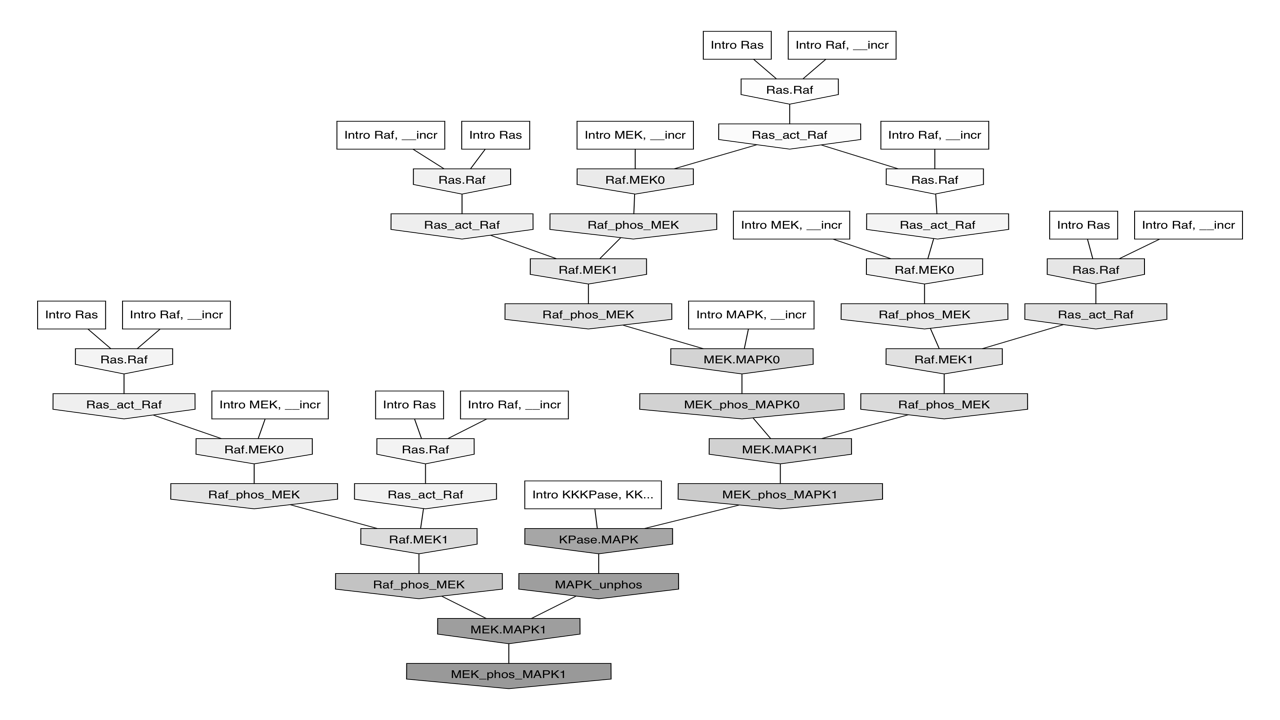 Intro Ras
Intro Raf, __incr
Ras.Raf
Intro Raf, __incr
Intro Ras
Intro MEK, __incr
Ras_act_Raf
Intro Raf, __incr
Ras.Raf
Raf.MEK0
Ras.Raf
Ras_act_Raf
Raf_phos_MEK
Intro MEK, __incr
Ras_act_Raf
Intro Ras
Intro Raf, __incr
Raf.MEK1
Raf.MEK0
Ras.Raf
Intro Ras
Intro Raf, __incr
Raf_phos_MEK
Intro MAPK, __incr
Raf_phos_MEK
Ras_act_Raf
Ras.Raf
MEK.MAPK0
Raf.MEK1
Ras_act_Raf
Intro MEK, __incr
Intro Ras
Intro Raf, __incr
MEK_phos_MAPK0
Raf_phos_MEK
Raf.MEK0
Ras.Raf
MEK.MAPK1
Raf_phos_MEK
Ras_act_Raf
Intro KKKPase, KK...
MEK_phos_MAPK1
Raf.MEK1
KPase.MAPK
Raf_phos_MEK
MAPK_unphos
MEK.MAPK1
MEK_phos_MAPK1